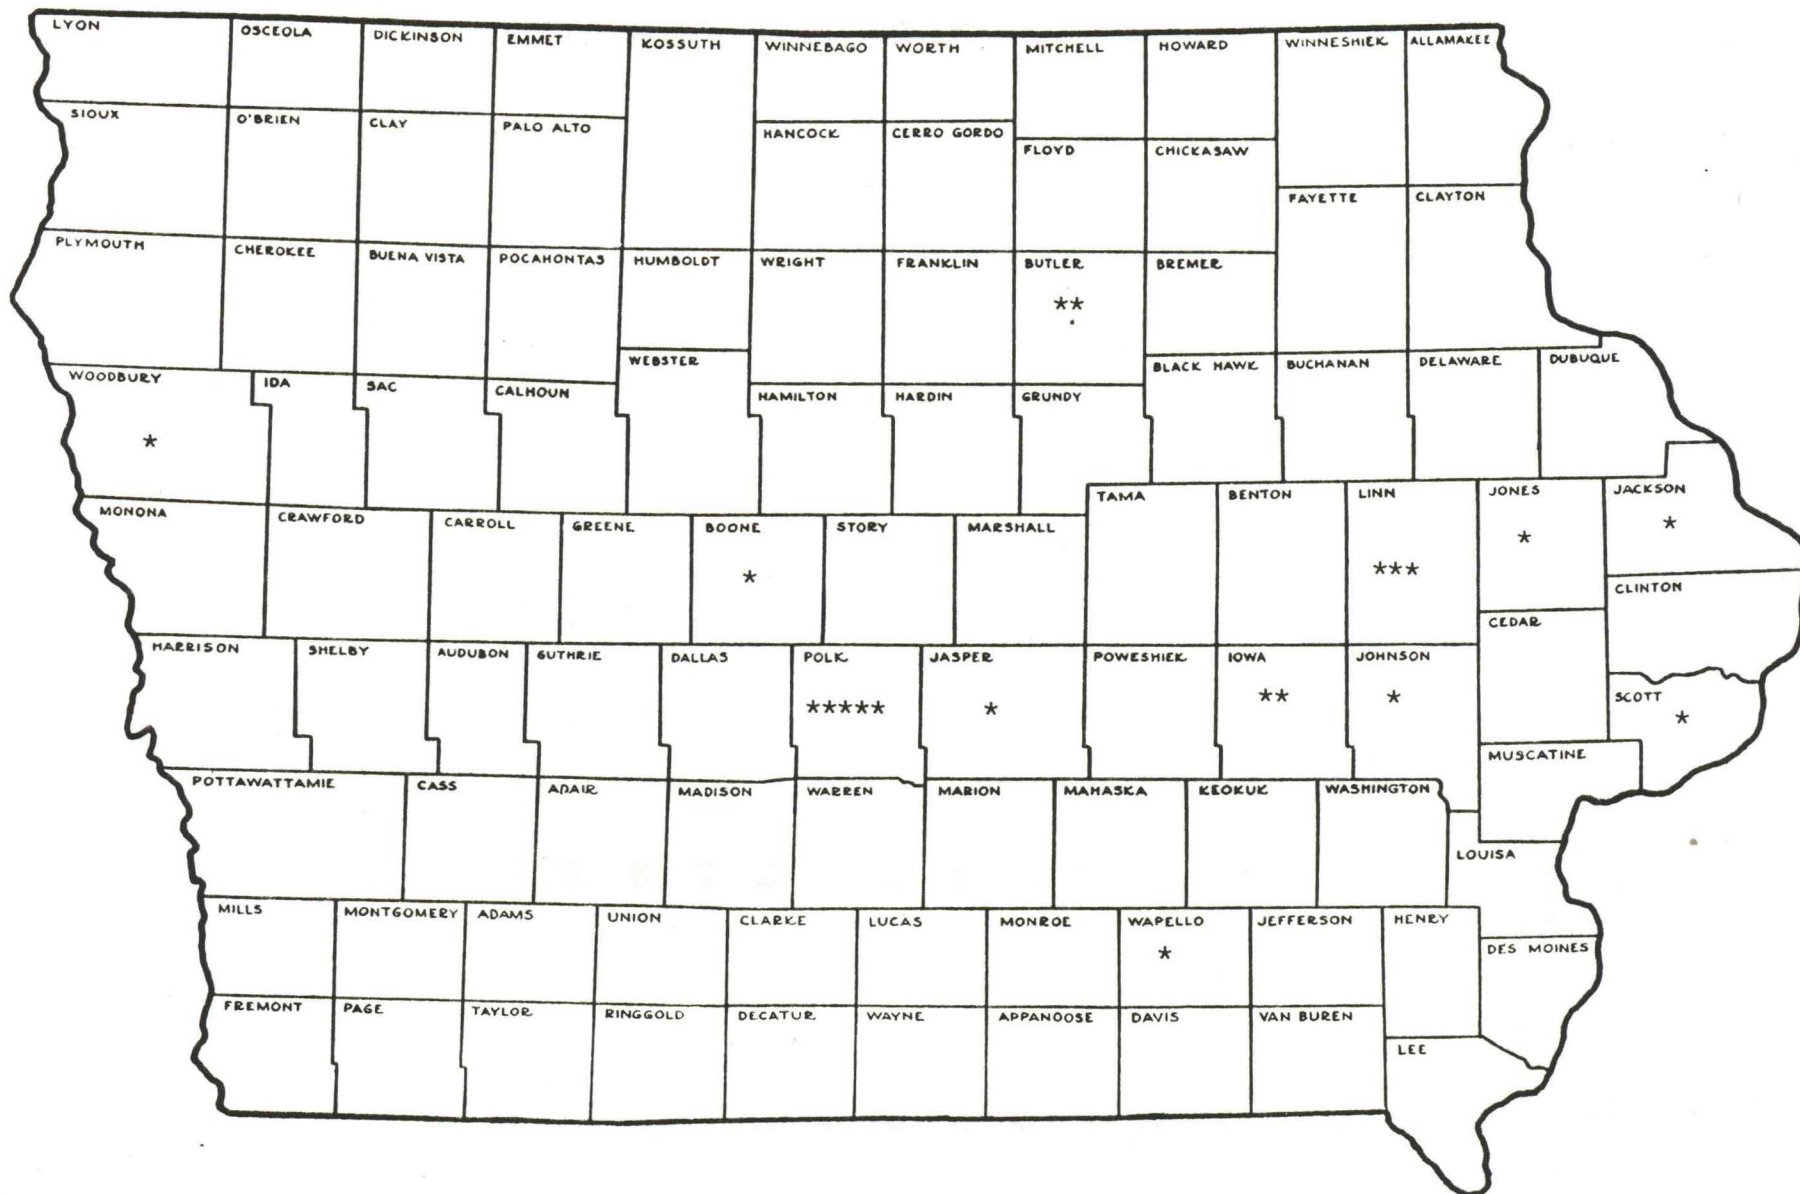 LYON OSCEOLA DICKINSON EMMET KOSSUTH WINNEBAGO WORTH MITCHELL HOWARD WINNESHIEK ALLAMAKEE
SIOUX O'BRIEN CLAY PALO ALTO HANCOCK CERRO GORDO
FLOYD CHICKASAW
FAYETTE CLAYTON
PLYMOUTH CHEROKEE BUENA VISTA POCAHONTAS HUMBOLDT WRIGHT FRANKLIN BUTLER BREMER
**
WEBSTER BLACK HAWK BUCHANAN DELAWARE DUBUQUE
WOODBURY IDA SAC CALHOUN HAMILTON HARDIN GRUNDY
*
TAMA BENTON LINN JONES JACKSON
MONONA CRAWFORD CARROLL GREENE BOONE STORY MARSHALL
* *** * *
CLINTON
CEDAR
HARRISON SHELBY AUDUBON GUTHRIE DALLAS POLK JASPER POWESHIEK IOWA JOHNSON
***** * ** *
SCOTT
*
MUSCATINE
POTTAWATTAMIE CASS ADAIR MADISON WARREN MARION MAHASKA KEOKUK WASHINGTON
LOUISA
MILLS MONTGOMERY ADAMS UNION CLARKE LUCAS MONROE WAPELLO JEFFERSON HENRY
*
DES MOINES
FREMONT PAGE TAYLOR RINGGOLD DECATUR WAYNE APPANOOSE DAVIS VAN BUREN
LEE